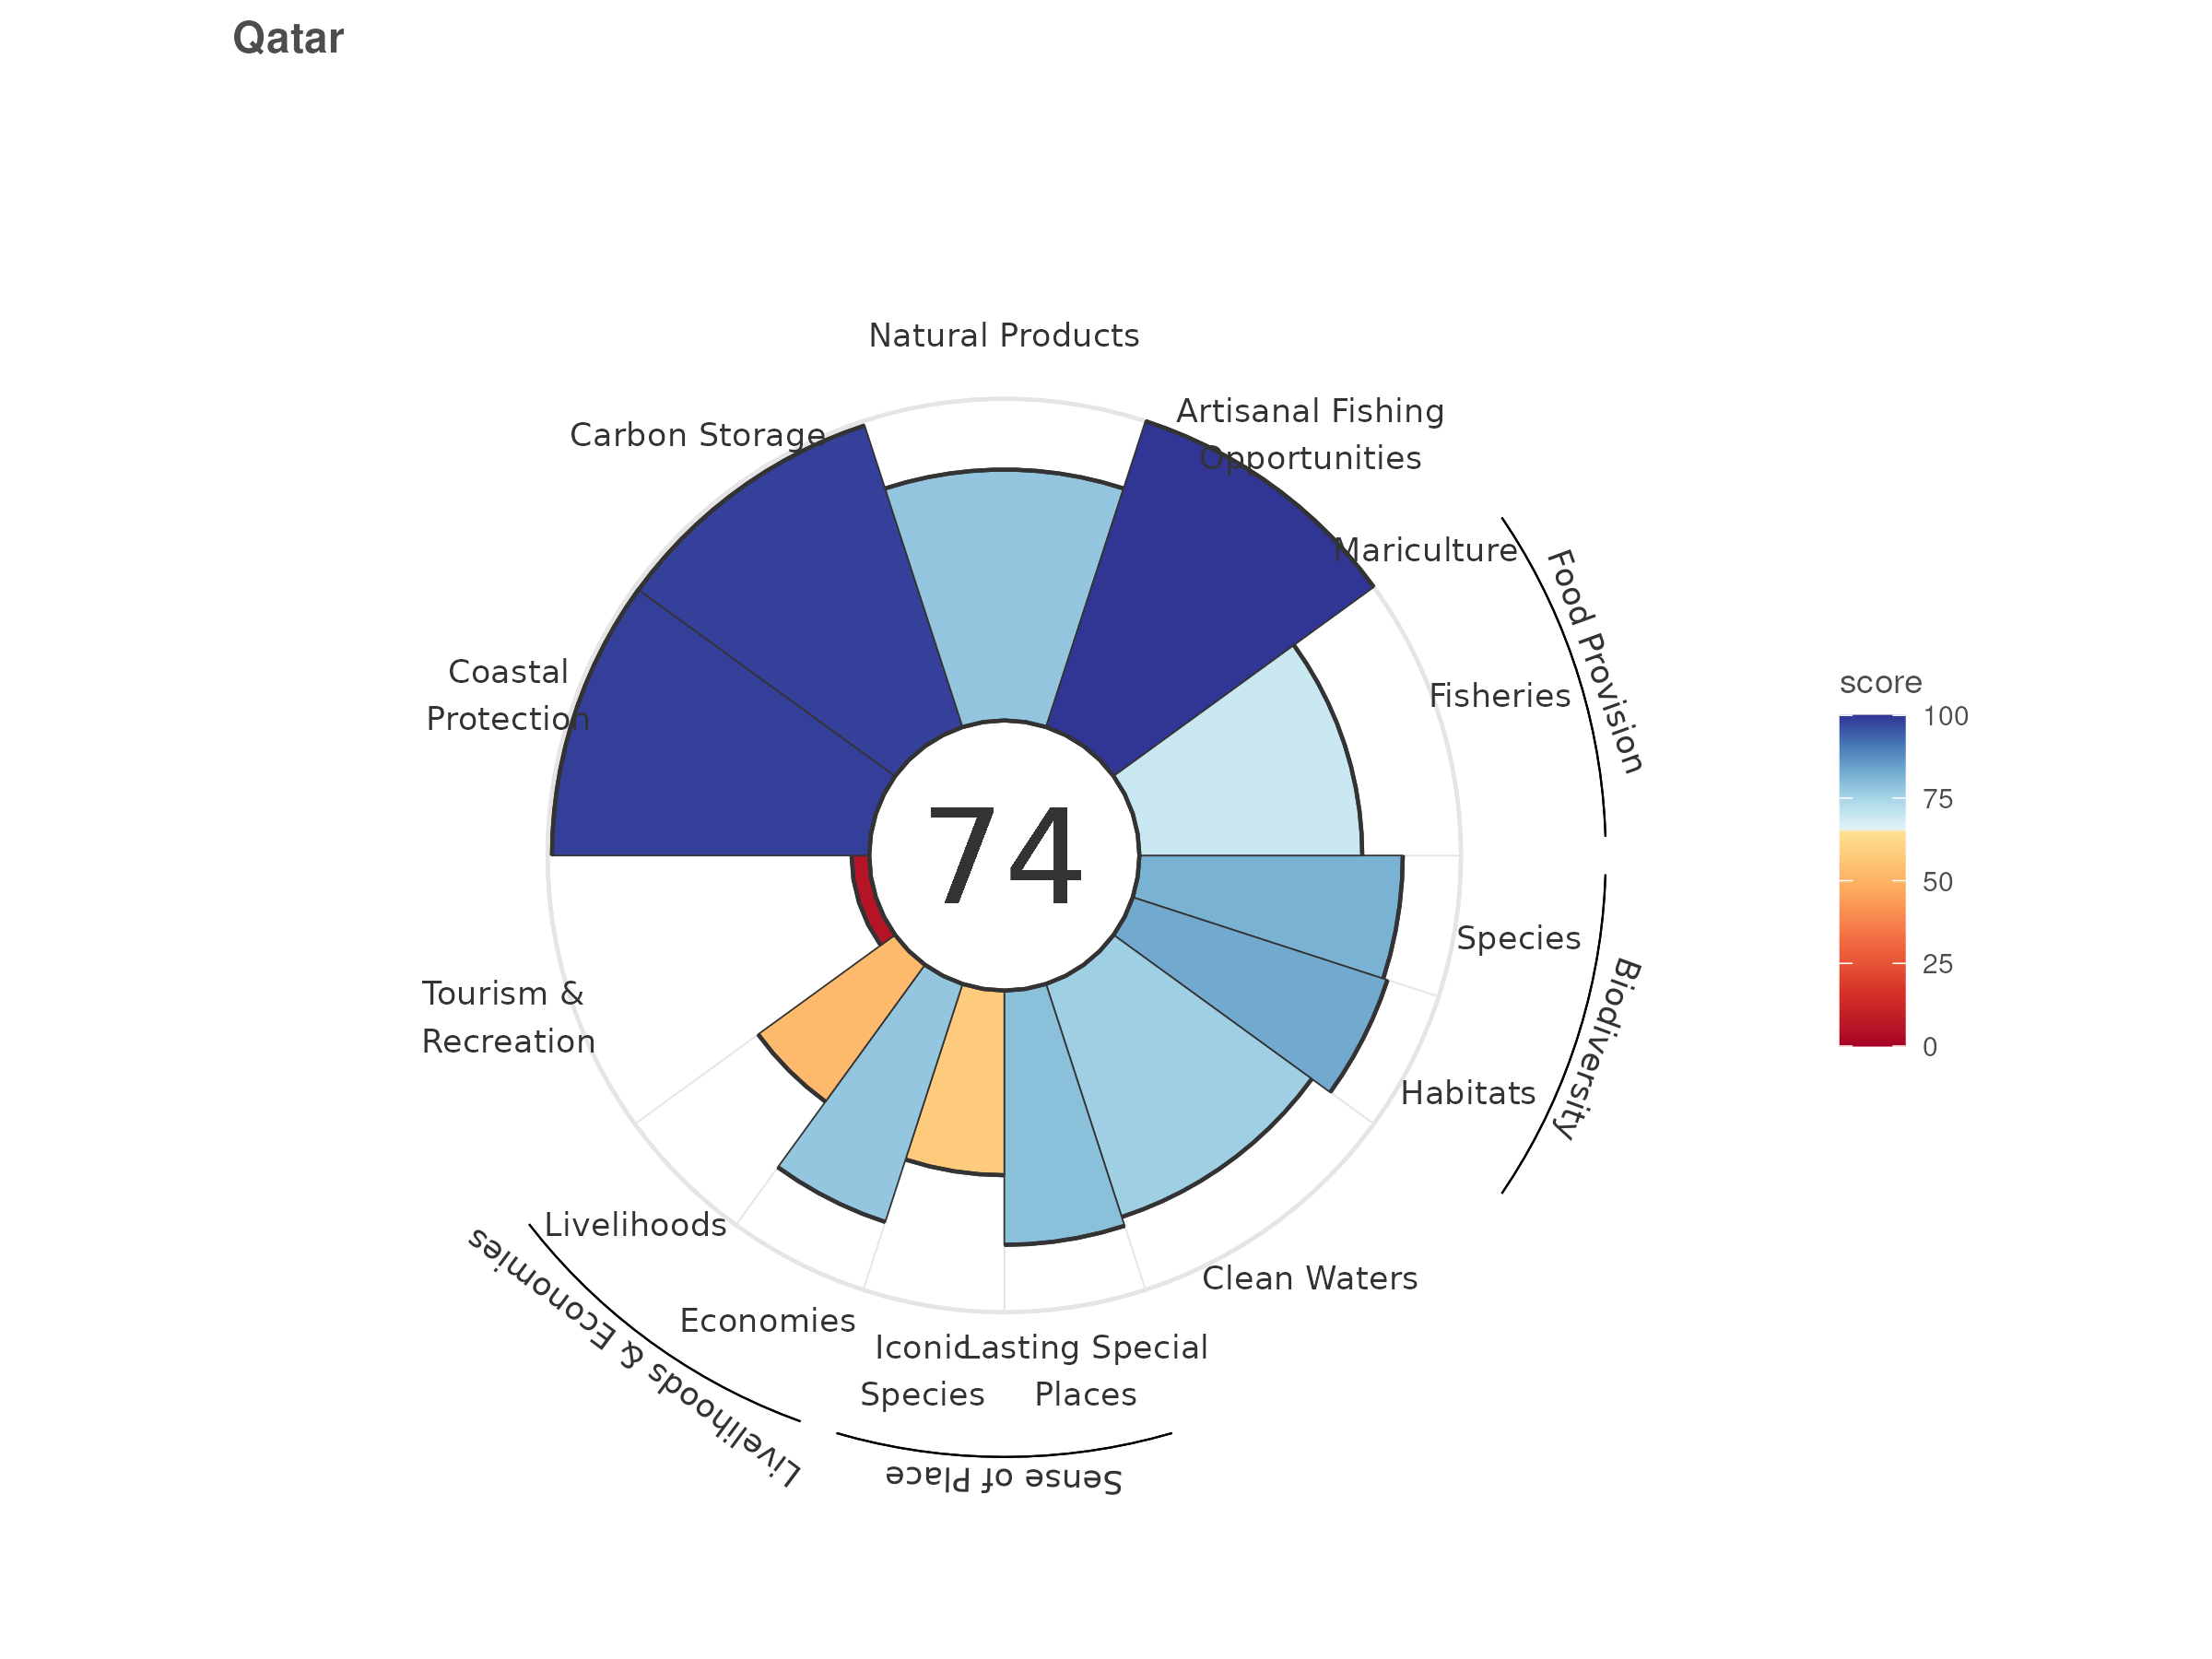 Qatar
Natural Products
Artisanal Fishing
Opportunities
Carbon Storage
Mariculture
Food Provision
Fisheries
Coastal
Protection
74
Species
Biodiversity
Habitats
Tourism &
Recreation
Livelihoods
Livelihoods & Economies
Economies
Clean Waters
Iconic
Species
Lasting Special
Places
Sense of Place
score
100
75
50
25
0